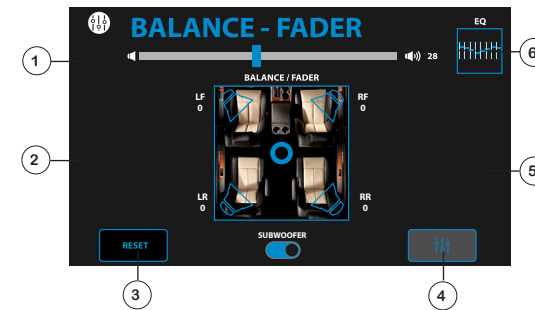 BALANCE - FADER
EQ
28
1
6
BALANCE / FADER
LF
0
RF
0
2
5
LR
0
RR
0
SUBWOOFER
RESET
3
4